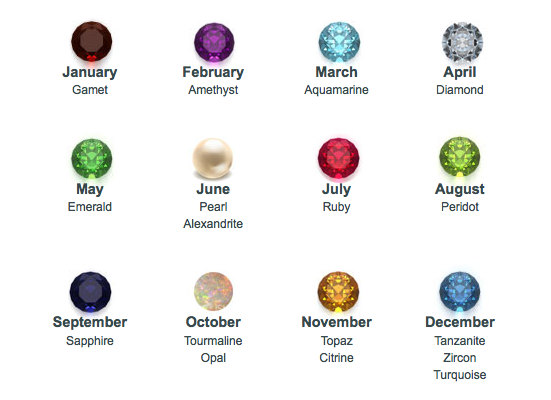 January
Gamet
February
Amethyst
March
Aquamarine
April
Diamond
May
Emerald
June
Pearl
Alexandrite
July
Ruby
August
Peridot
September
Sapphire
October
Tourmaline
Opal
November
Topaz
Citrine
December
Tanzanite
Zircon
Turquoise